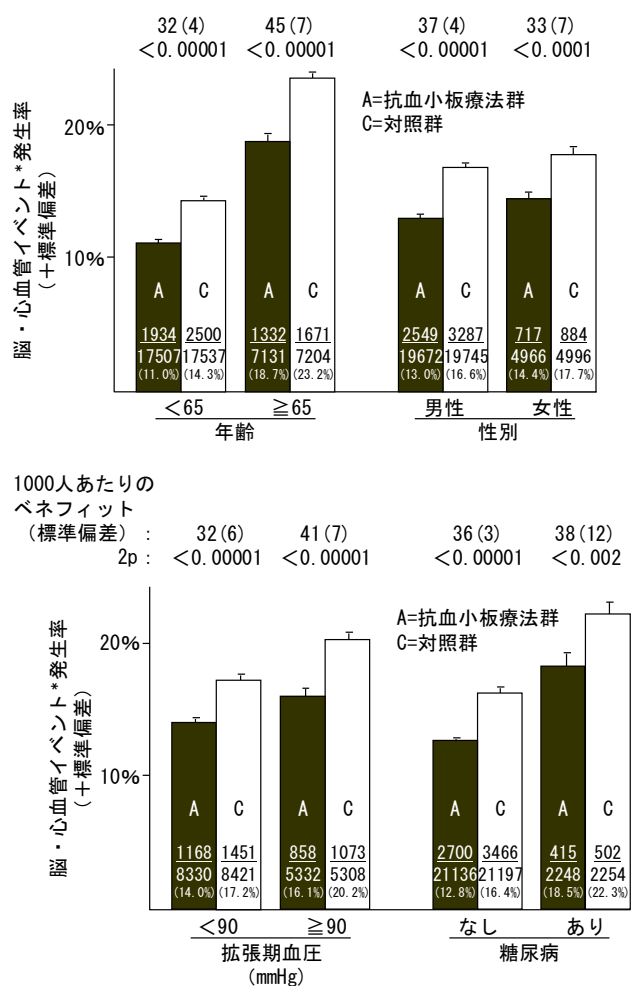 32(4) 45(7) 37(4) 33(7)
<0.00001 <0.00001 <0.00001 <0.0001
脳・心血管イベント*発生率
(+標準偏差)
20%
10%
A=抗血小板療法群
C=対照群
A C A C A C A C
1934 2500 1332 1671 2549 3287 717 884
17507 17537 7131 7204 19672 19745 4966 4996
(11.0%) (14.3%) (18.7%) (23.2%) (13.0%) (16.6%) (14.4%) (17.7%)
<65 ≧65 男性 女性
年齢 性別
1000人あたりの
ベネフィット
(標準偏差) : 32(6) 41(7) 36(3) 38(12)
2p : <0.00001 <0.00001 <0.00001 <0.002
脳・心血管イベント*発生率
(+標準偏差)
20%
10%
A=抗血小板療法群
C=対照群
A C A C A C A C
1168 1451 858 1073 2700 3466 415 502
8330 8421 5332 5308 21136 21197 2248 2254
(14.0%) (17.2%) (16.1%) (20.2%) (12.8%) (16.4%) (18.5%) (22.3%)
<90 ≧90 なし あり
拡張期血圧 糖尿病
(mmHg)